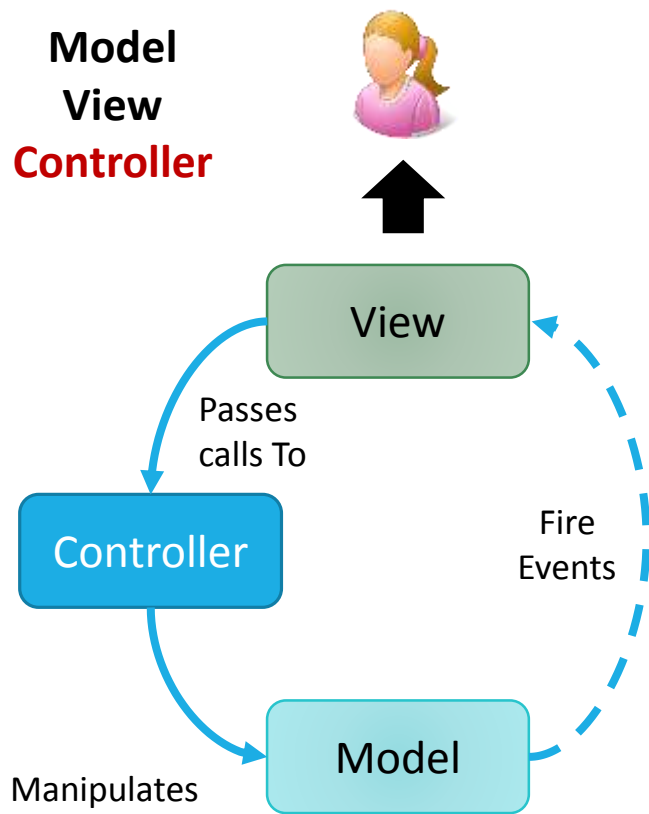 Model
View
Controller
View
Passes
calls To
Controller
Fire
Events
Model
Manipulates